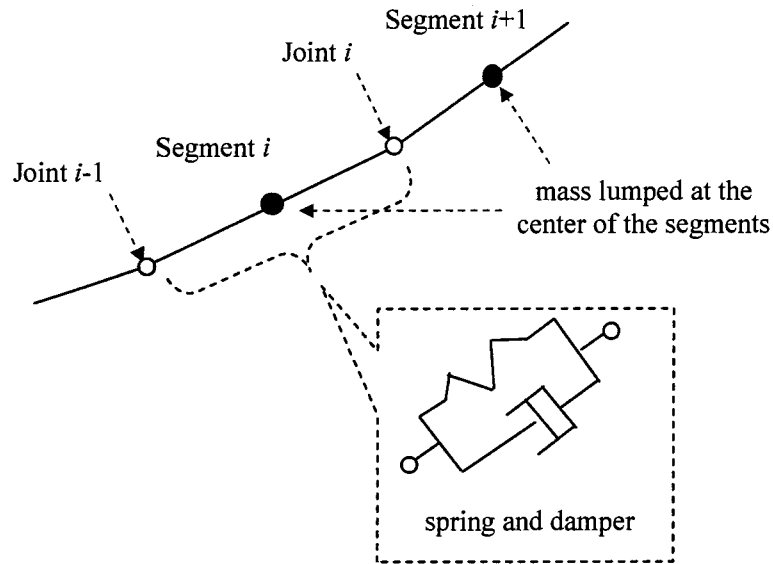 Segment i+1
Joint i
Segment i
Joint i-1
mass lumped at the
center of the segments
spring and damper